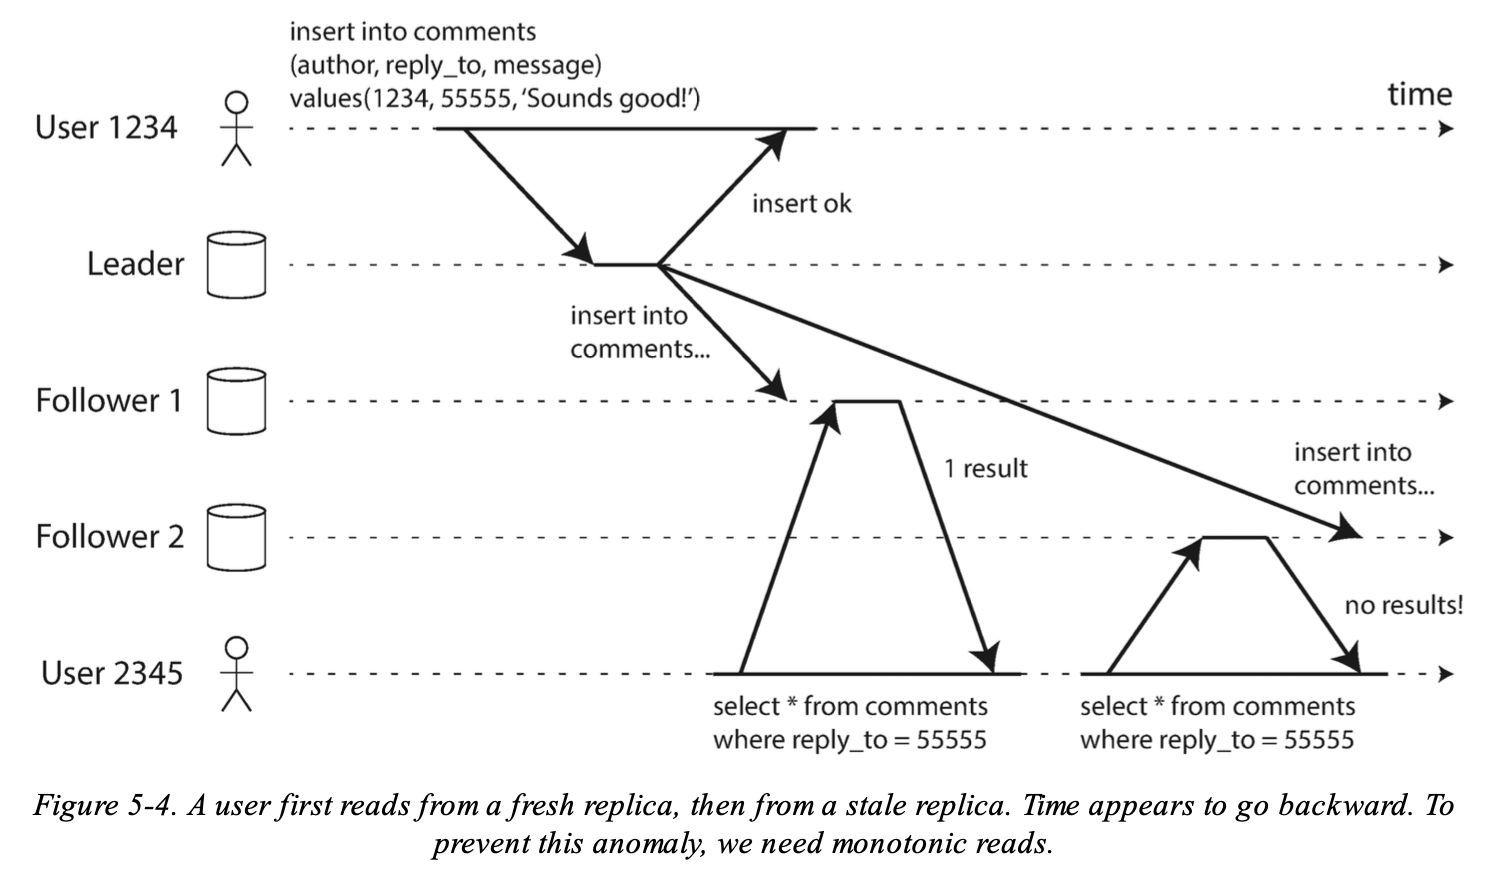 insert into comments
(author, reply_to, message)
values(1234, 55555, ‘Sounds good!’)
time
User 1234
insert ok
Leader
insert into
comments...
Follower 1
1 result
insert into
comments...
Follower 2
no results!
User 2345
select * from comments
where reply_to = 55555
select * from comments
where reply_to = 55555
Figure 5-4. A user first reads from a fresh replica, then from a stale replica. Time appears to go backward. To
prevent this anomaly, we need monotonic reads.